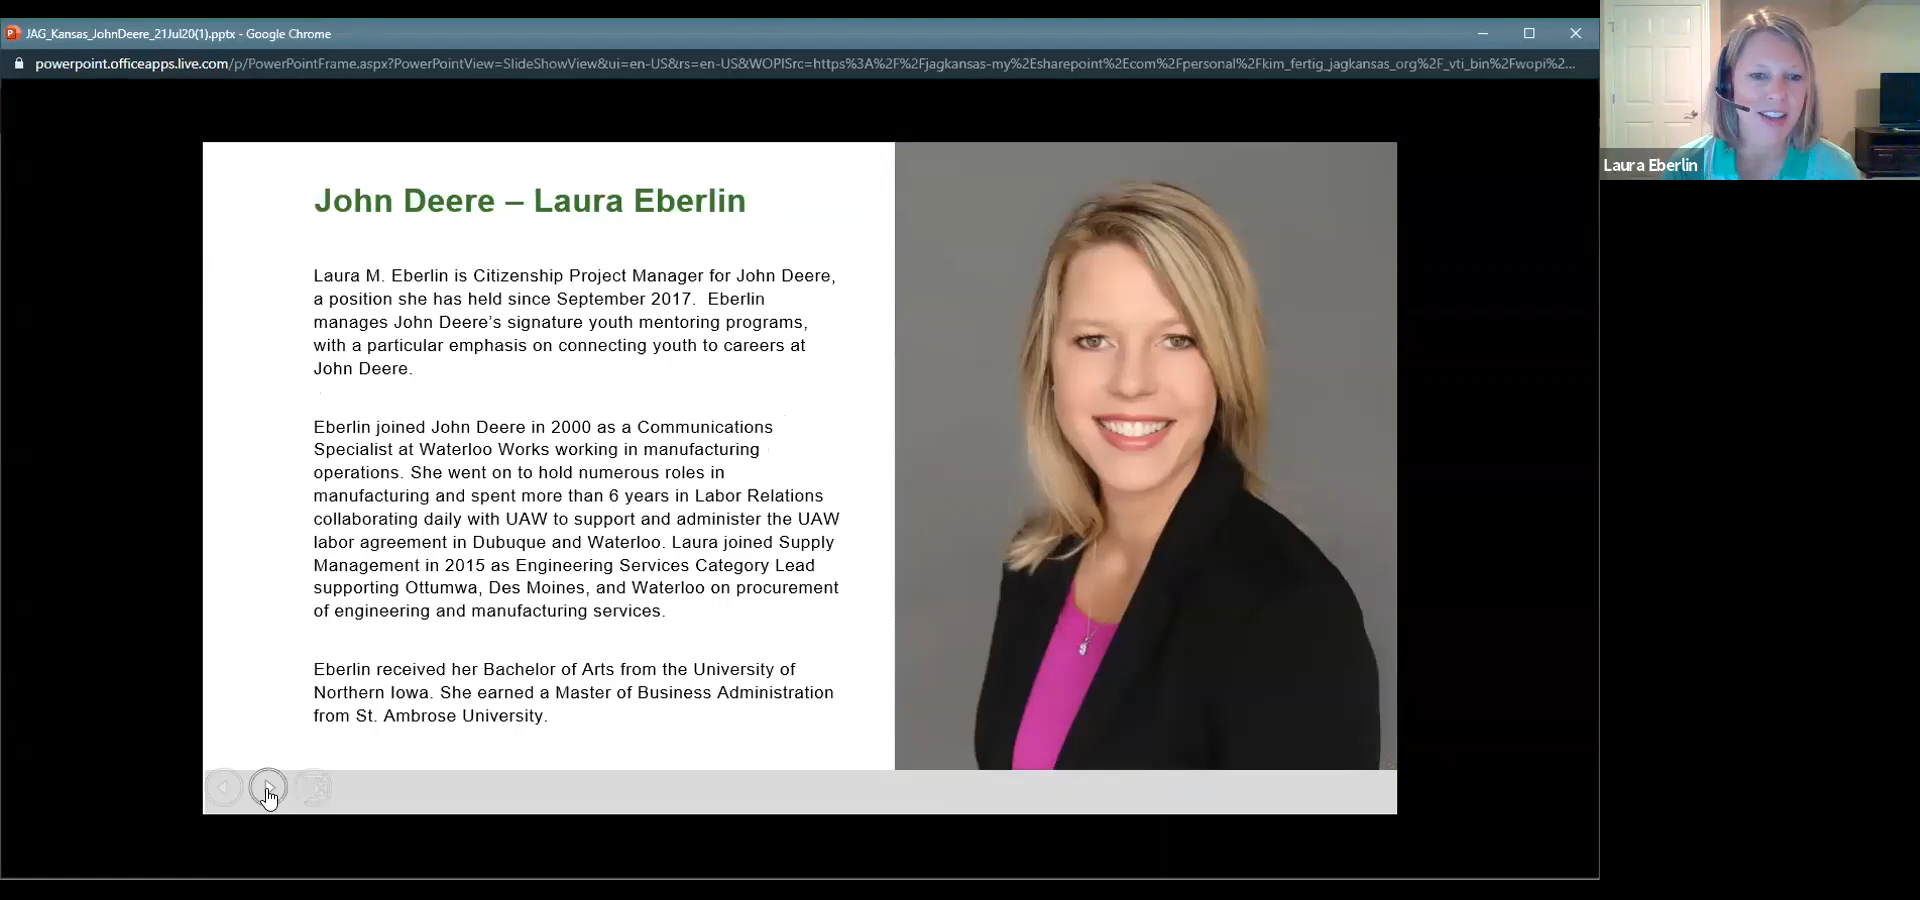 JAG_Kansas_JohnDeere_21Jul20(1).pptx - Google Chrome
powerpoint.officeapps.live.com/p/PowerPointFrame.aspx?PowerPointView=SlideShowView&ui=en-US&rs=en-US&WOPISrc=https%3A%2F%2Fjagkansas-my%2Esharepoint%2Ecom%2Fpersonal%2Fkim_fertig_jagkansas_org%2F_vti_bin%2Fwopi%2...
Laura Eberlin
John Deere – Laura Eberlin
Laura M. Eberlin is Citizenship Project Manager for John Deere,
a position she has held since September 2017.  Eberlin
manages John Deere's signature youth mentoring programs,
with a particular emphasis on connecting youth to careers at
John Deere.
Eberlin joined John Deere in 2000 as a Communications
Specialist at Waterloo Works working in manufacturing
operations. She went on to hold numerous roles in
manufacturing and spent more than 6 years in Labor Relations
collaborating daily with UAW to support and administer the UAW
labor agreement in Dubuque and Waterloo. Laura joined Supply
Management in 2015 as Engineering Services Category Lead
supporting Ottumwa, Des Moines, and Waterloo on procurement
of engineering and manufacturing services.
Eberlin received her Bachelor of Arts from the University of
Northern Iowa. She earned a Master of Business Administration
from St. Ambrose University.